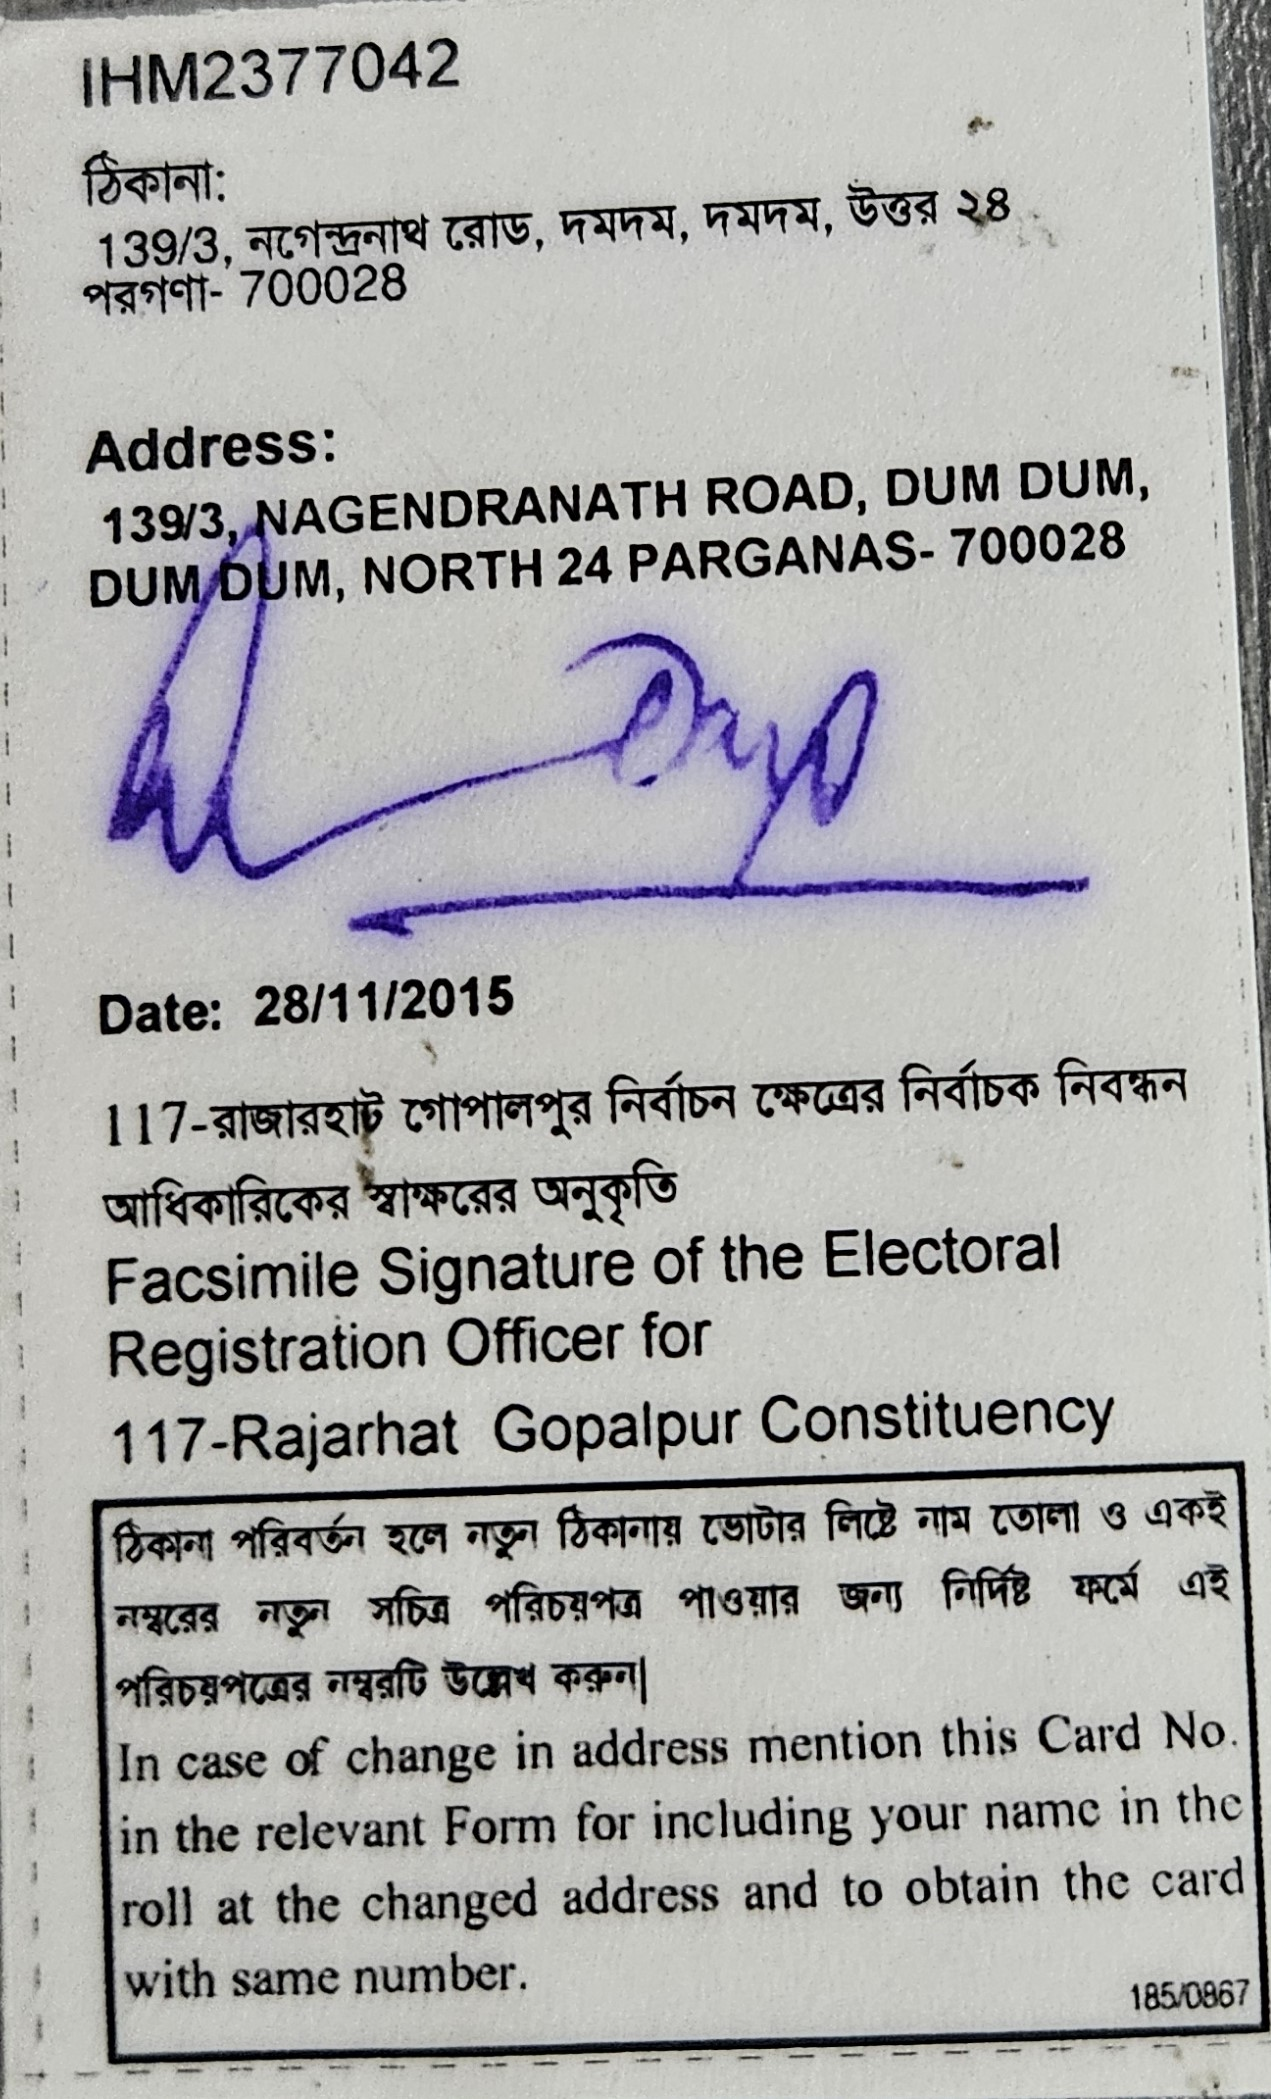 IHM2377042
ঠিকানা:
139/3, নগেন্দ্রনাথ রোড, দমদম, দমদম, উত্তর ২৪
পরগণা- 700028
Address:
139/3, NAGENDRANATH ROAD, DUM DUM,
DUM DUM, NORTH 24 PARGANAS- 700028
Date: 28/11/2015
117-রাজারহাট গোপালপুর নির্বাচন ক্ষেত্রের নির্বাচক নিবন্ধন
আধিকারিকের স্বাক্ষরের অনুকৃতি
Facsimile Signature of the Electoral
Registration Officer for
117-Rajarhat Gopalpur Constituency
ঠিকানা পরিবর্তন হলে নতুন ঠিকানায় ভোটার লিষ্টে নাম তোলা ও একই
নম্বরের নতুন সচিত্র পরিচয়পত্র পাওয়ার জন্য নির্দিষ্ট ফর্মে এই
পরিচয়পত্রের নম্বরটি উল্লেখ করুন|
In case of change in address mention this Card No.
in the relevant Form for including your name in the
roll at the changed address and to obtain the card
with same number.
185/0867